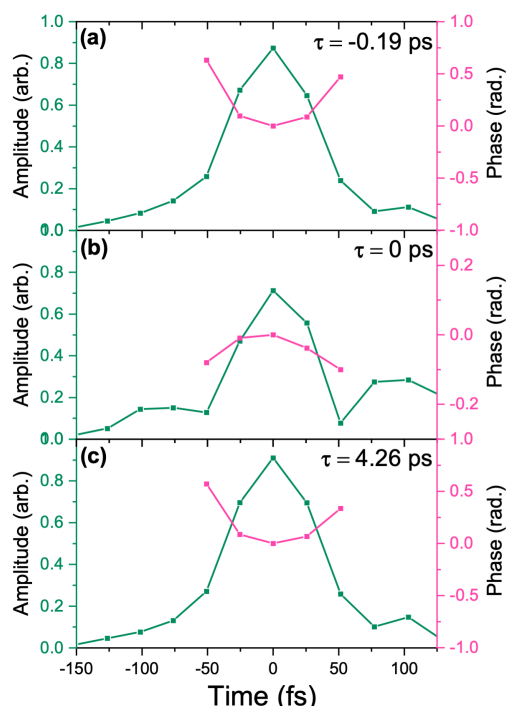 (a)
τ = -0.19 ps
Amplitude (arb.)
1.0
0.8
0.6
0.4
0.2
Phase (rad.)
1.0
0.5
0.0
-0.5
-1.0
(b)
τ = 0 ps
Amplitude (arb.)
1.0
0.8
0.6
0.4
0.2
Phase (rad.)
0.2
0.0
-0.2
(c)
τ = 4.26 ps
Amplitude (arb.)
0.8
0.6
0.4
0.2
0.0
Phase (rad.)
1.0
0.5
0.0
-0.5
-1.0
-150 -100 -50 0 50 100
Time (fs)